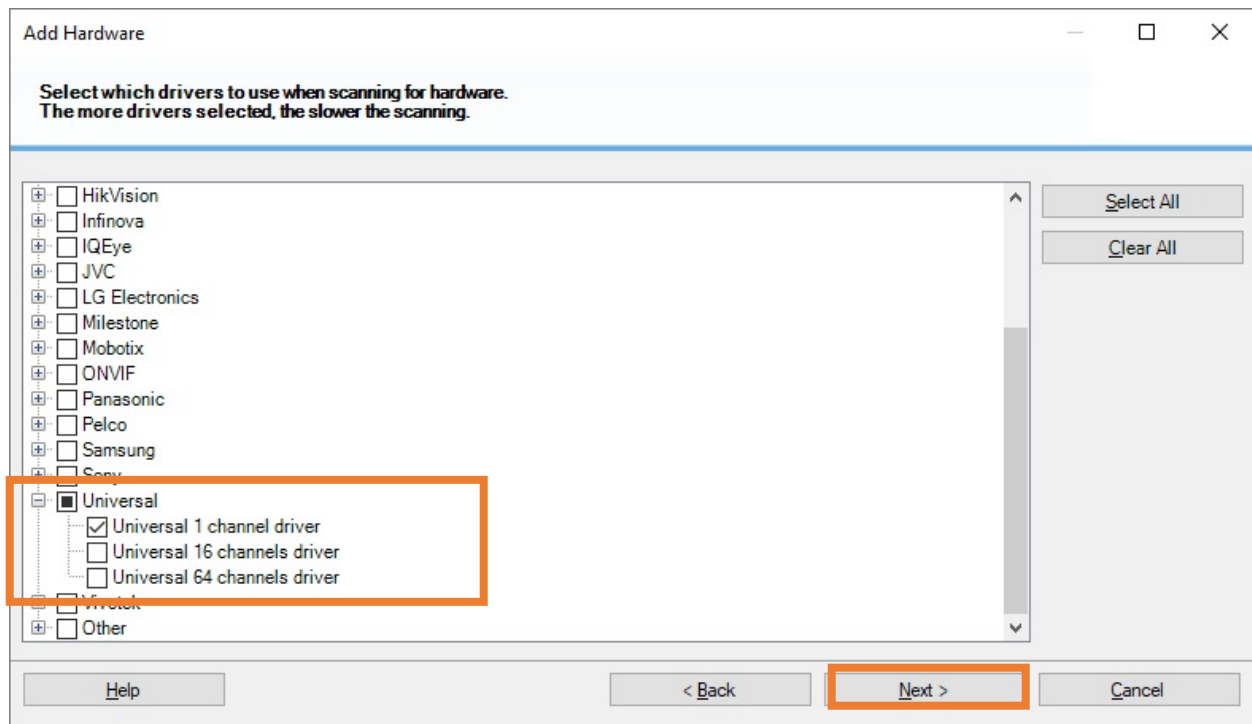 Add Hardware
Select which drivers to use when scanning for hardware.
The more drivers selected, the slower the scanning.
HikVision
Infinova
IQEye
JVC
LG Electronics
Milestone
Mobotix
ONVIF
Panasonic
Pelco
Samsung
Sony
Universal
Universal 1 channel driver
Universal 16 channels driver
Universal 64 channels driver
Vivotek
Other
Select All
Clear All
Help
< Back
Next >
Cancel